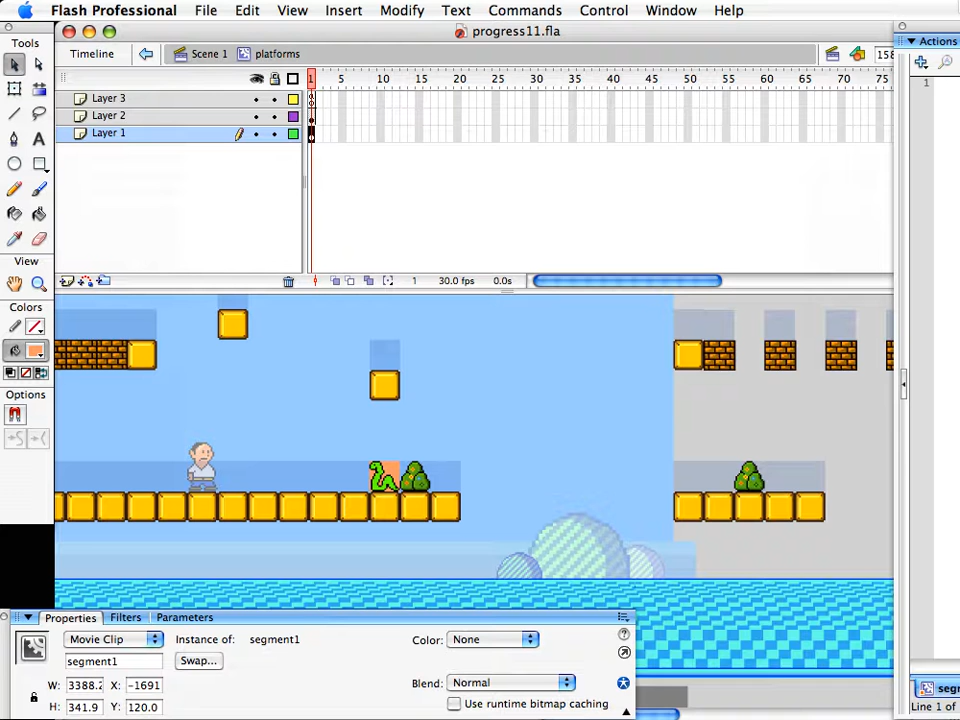 Flash Professional File Edit View Insert Modify Text Commands Control Window Help
progress11.fla
Tools
Timeline Scene 1 platforms
Actions
1 5 10 15 20 25 30 35 40 45 50 55 60 65 70 75
1
Layer 3
Layer 2
Layer 1
A
View
1 30.0 fps 0.0s
Colors
Options
Properties Filters Parameters
Movie Clip Instance of: segment1 Color: None
segment1 Swap...
W: 3388.2 X: -1691 Blend: Normal
H: 341.9 Y: 120.0 Use runtime bitmap caching
Line 1 of